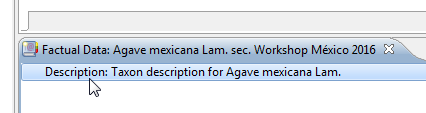 Factual Data: Agave mexicana Lam. sec. Workshop México 2016
Description: Taxon description for Agave mexicana Lam.